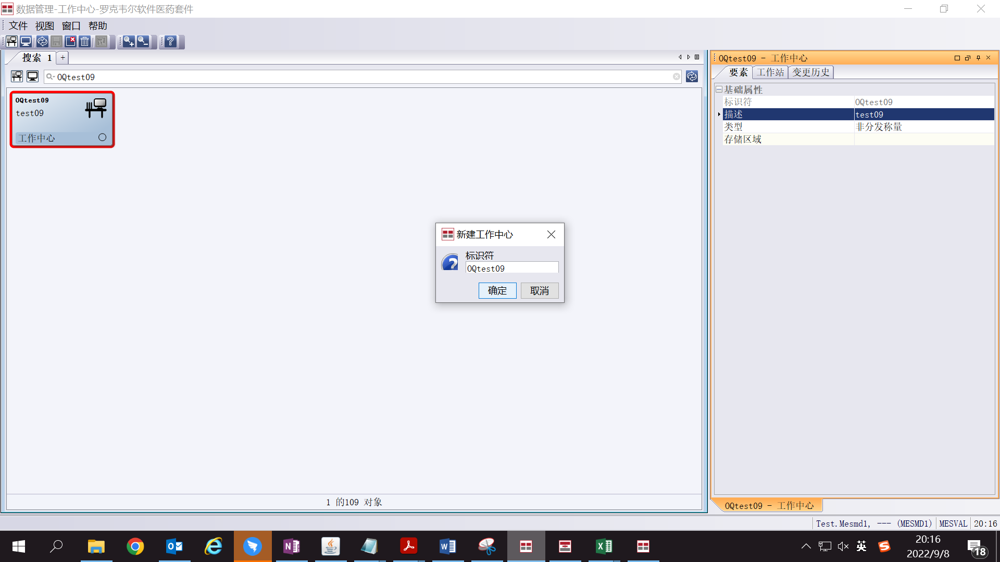 数据管理-工作中心-罗克韦尔软件医药套件
文件 视图 窗口 帮助
搜索 1 +
OQtest09
OQtest09
test09
工作中心
1 的109 对象
新建工作中心
标识符
OQtest09
确定 取消
OQtest09 - 工作中心
要素 工作站 变更历史
基础属性
标识符 OQtest09
描述 test09
类型 非分发称量
存储区域
OQtest09 - 工作中心
Test.Mesmd1, --- (MESMD1) MESVAL 20:16
英
20:16
2022/9/8
18